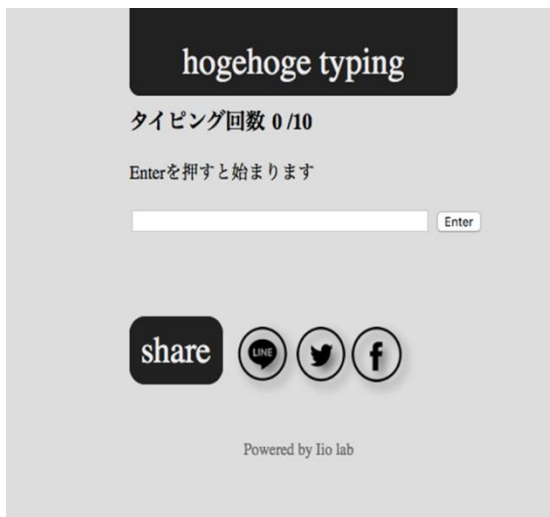 hogehoge typing
タイピング回数 0 /10
Enterを押すと始まります
Enter
share
LINE
Powered by Iio lab